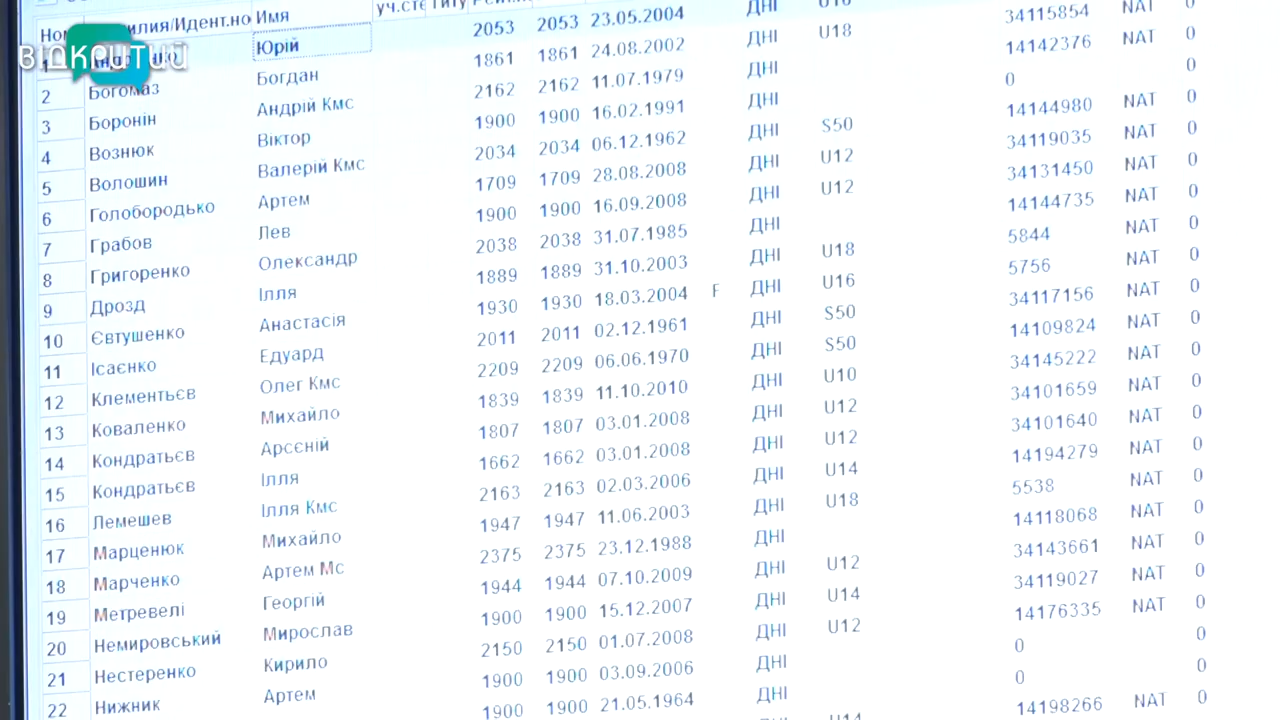 Имя
ВІДКРИТИЙ
1 Юрій 2053 2053 23.05.2004 ДНІ U16
2 Богомаз Богдан 1861 1861 24.08.2002 ДНІ U18 34115854 NAT 0
3 Боронін Андрій Кмс 2162 2162 11.07.1979 ДНІ 14142376 NAT 0
4 Вознюк Віктор 1900 1900 16.02.1991 ДНІ 0 0
5 Волошин Валерій Кмс 2034 2034 06.12.1962 ДНІ S50 14144980 NAT 0
6 Голобородько Артем 1709 1709 28.08.2008 ДНІ U12 34119035 NAT 0
7 Грабов Лев 1900 1900 16.09.2008 ДНІ U12 34131450 NAT 0
8 Григоренко Олександр 2038 2038 31.07.1985 ДНІ 14144735 NAT 0
9 Дрозд Ілля 1889 1889 31.10.2003 ДНІ U18 5844 NAT 0
10 Євтушенко Анастасія 1930 1930 18.03.2004 F ДНІ U16 5756 NAT 0
11 Ісаєнко Едуард 2011 2011 02.12.1961 ДНІ S50 34117156 NAT 0
12 Клементьєв Олег Кмс 2209 2209 06.06.1970 ДНІ S50 14109824 NAT 0
13 Коваленко Михайло 1839 1839 11.10.2010 ДНІ U10 34145222 NAT 0
14 Кондратьєв Арсєній 1807 1807 03.01.2008 ДНІ U12 34101659 NAT 0
15 Кондратьєв Ілля 1662 1662 03.01.2008 ДНІ U12 34101640 NAT 0
16 Лемешев Ілля Кмс 2163 2163 02.03.2006 ДНІ U14 14194279 NAT 0
17 Марценюк Михайло 1947 1947 11.06.2003 ДНІ U18 5538 NAT 0
18 Марченко Артем Мс 2375 2375 23.12.1988 ДНІ 14118068 NAT 0
19 Метревелі Георгій 1944 1944 07.10.2009 ДНІ U12 34143661 NAT 0
20 Немировський Мирослав 1900 1900 15.12.2007 ДНІ U14 34119027 NAT 0
21 Нестеренко Кирило 2150 2150 01.07.2008 ДНІ U12 14176335 NAT 0
22 Нижник Артем 1900 1900 03.09.2006 ДНІ 0 0
1900 1900 21.05.1964 ДНІ 0 0
U14 14198266 NAT 0